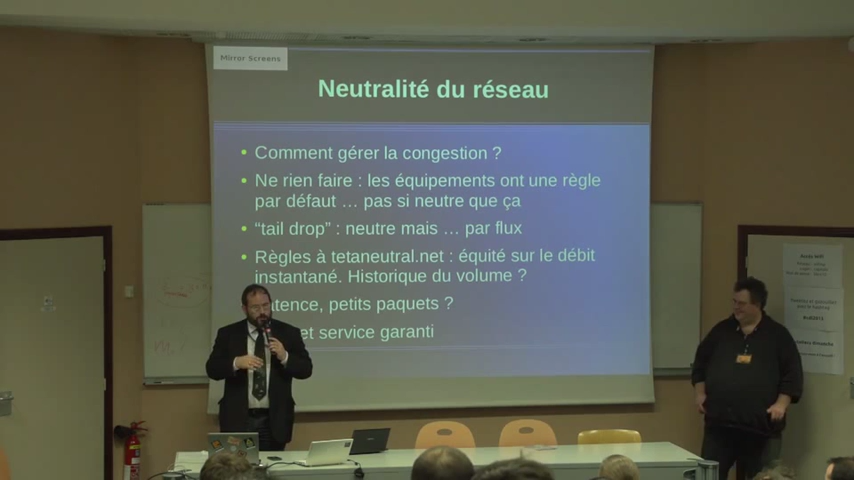 Mirror Screens
Neutralité du réseau
• Comment gérer la congestion ?
• Ne rien faire : les équipements ont une règle
par défaut … pas si neutre que ça
• “tail drop” : neutre mais … par flux
• Règles à tetaneutral.net : équité sur le débit
instantané. Historique du volume ?
petits paquets ?
et service garanti